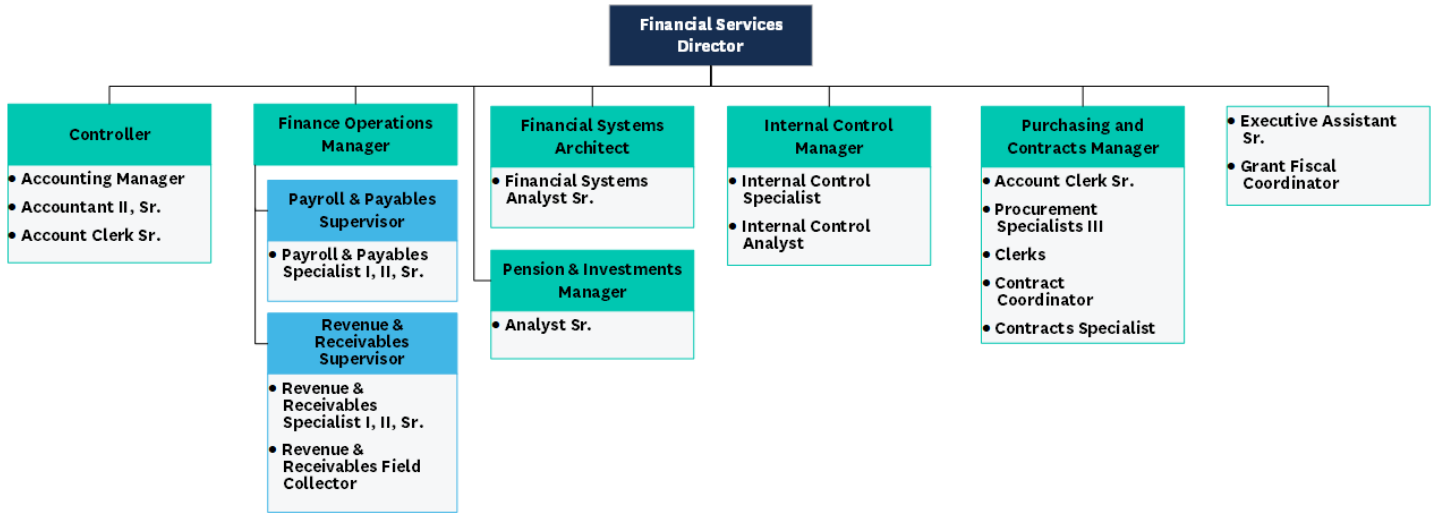 Financial Services
Director
Controller
• Accounting Manager
• Accountant II, Sr.
• Account Clerk Sr.
Finance Operations
Manager
Payroll & Payables
Supervisor
• Payroll & Payables
Specialist I, II, Sr.
Revenue &
Receivables
Supervisor
• Revenue &
Receivables
Specialist I, II, Sr.
• Revenue &
Receivables Field
Collector
Financial Systems
Architect
• Financial Systems
Analyst Sr.
Pension & Investments
Manager
• Analyst Sr.
Internal Control
Manager
• Internal Control
Specialist
• Internal Control
Analyst
Purchasing and
Contracts Manager
• Account Clerk Sr.
• Procurement
Specialists III
• Clerks
• Contract
Coordinator
• Contracts Specialist
• Executive Assistant
Sr.
• Grant Fiscal
Coordinator